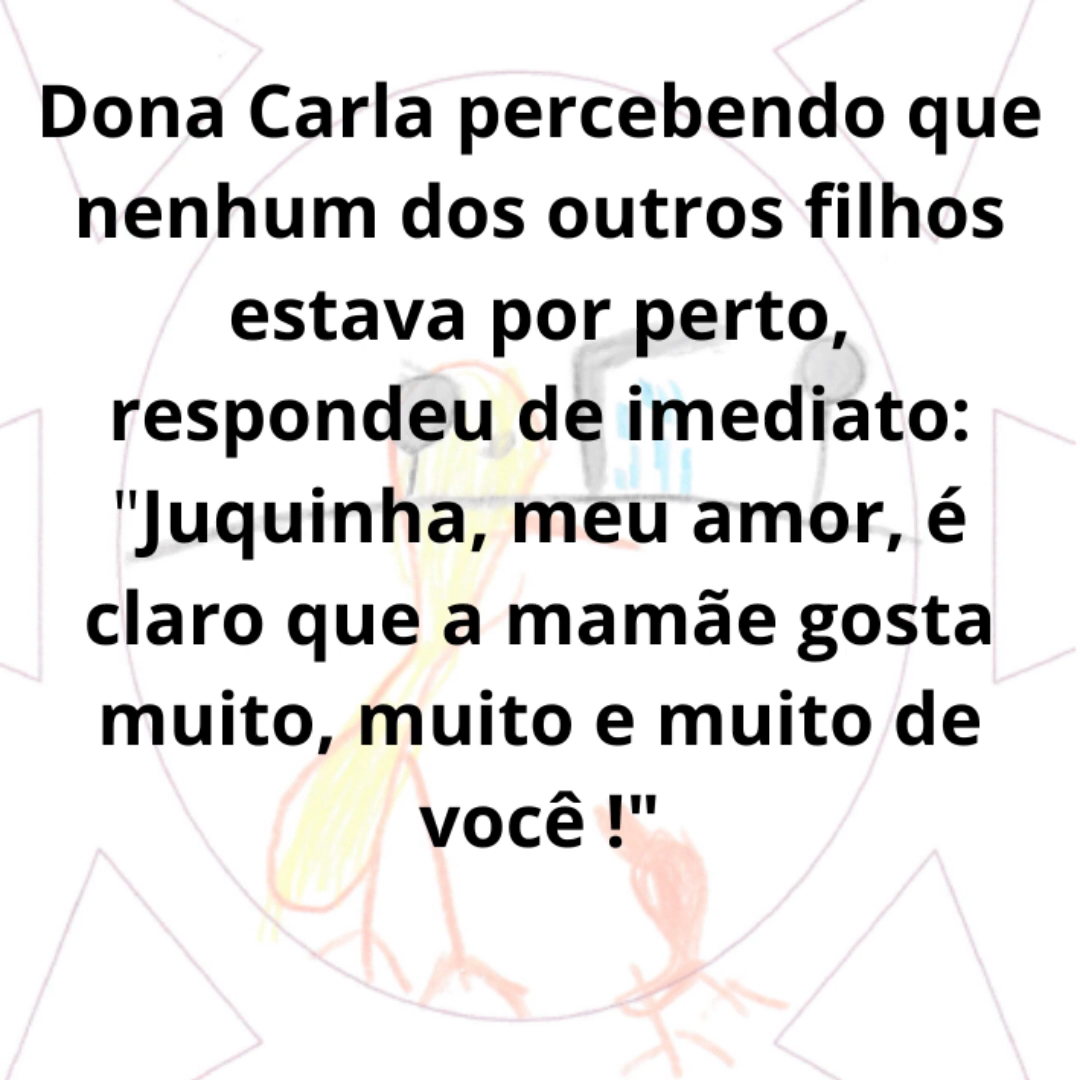 Dona Carla percebendo que
nenhum dos outros filhos
estava por perto,
respondeu de imediato:
"Juquinha, meu amor, é
claro que a mamãe gosta
muito, muito e muito de
você !"